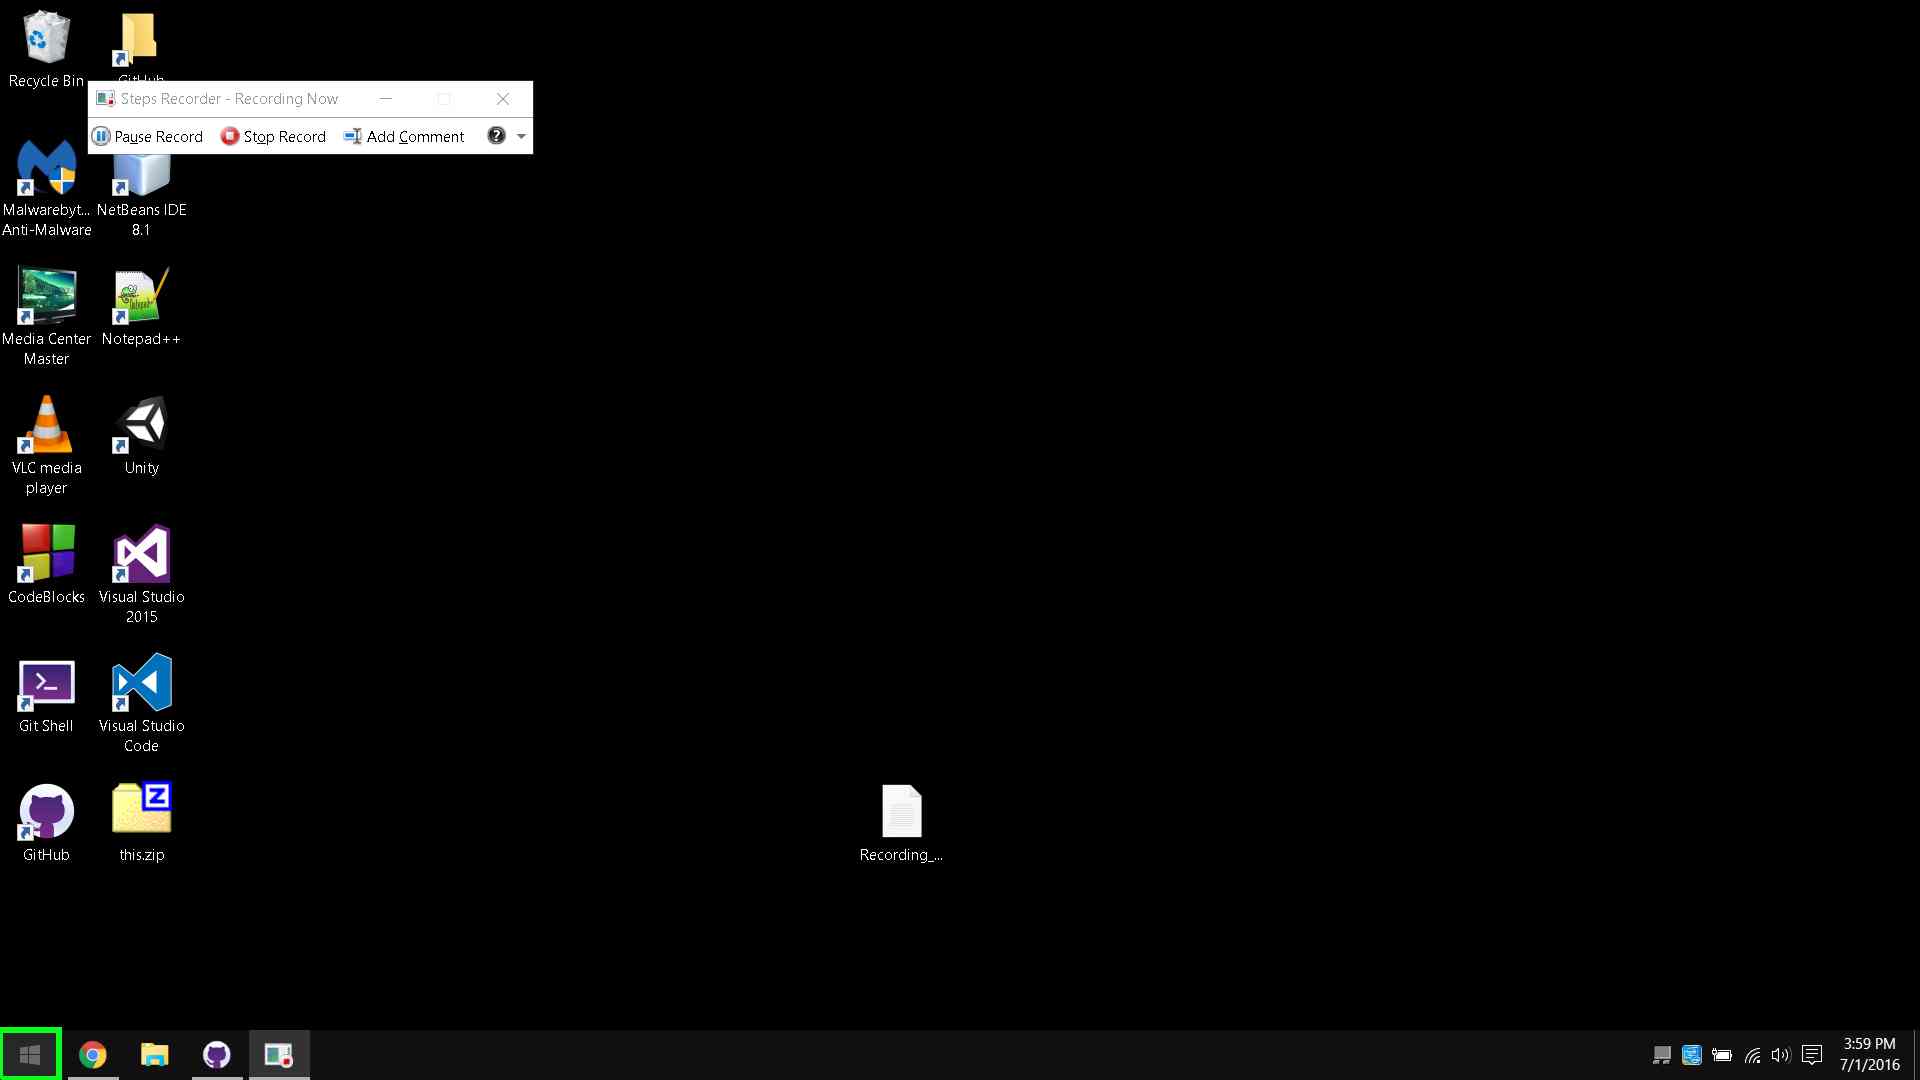 Recycle Bin
GitHub
Steps Recorder - Recording Now
Pause Record
Stop Record
Add Comment
Malwarebyt...
Anti-Malware
NetBeans IDE
8.1
Media Center
Master
Notepad++
VLC media
player
Unity
CodeBlocks
Visual Studio
2015
Git Shell
Visual Studio
Code
GitHub
this.zip
Recording_...
3:59 PM
7/1/2016